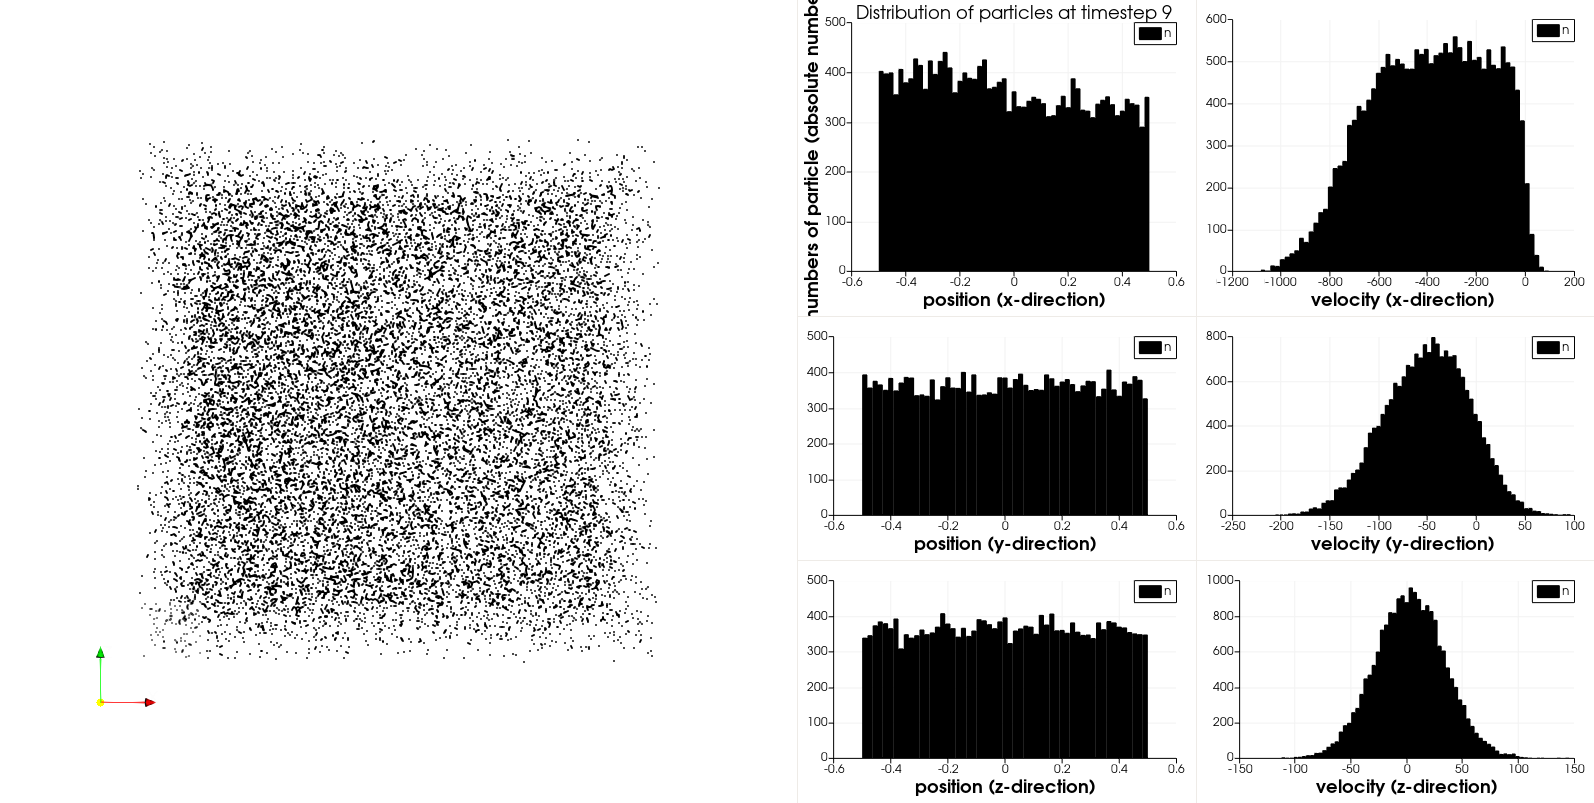 Distribution of particles at timestep 9
numbers of particle (absolute numbe
500
400
300
200
100
0
-0.6 -0.4 -0.2 0 0.2 0.4 0.6
position (x-direction)
n
600
500
400
300
200
100
0
-1200 -1000 -800 -600 -400 -200 0 200
velocity (x-direction)
n
500
400
300
200
100
0
-0.6 -0.4 -0.2 0 0.2 0.4 0.6
position (y-direction)
n
800
600
400
200
0
-250 -200 -150 -100 -50 0 50 100
velocity (y-direction)
n
500
400
300
200
100
0
-0.6 -0.4 -0.2 0 0.2 0.4 0.6
position (z-direction)
n
1000
800
600
400
200
0
-150 -100 -50 0 50 100 150
velocity (z-direction)
n